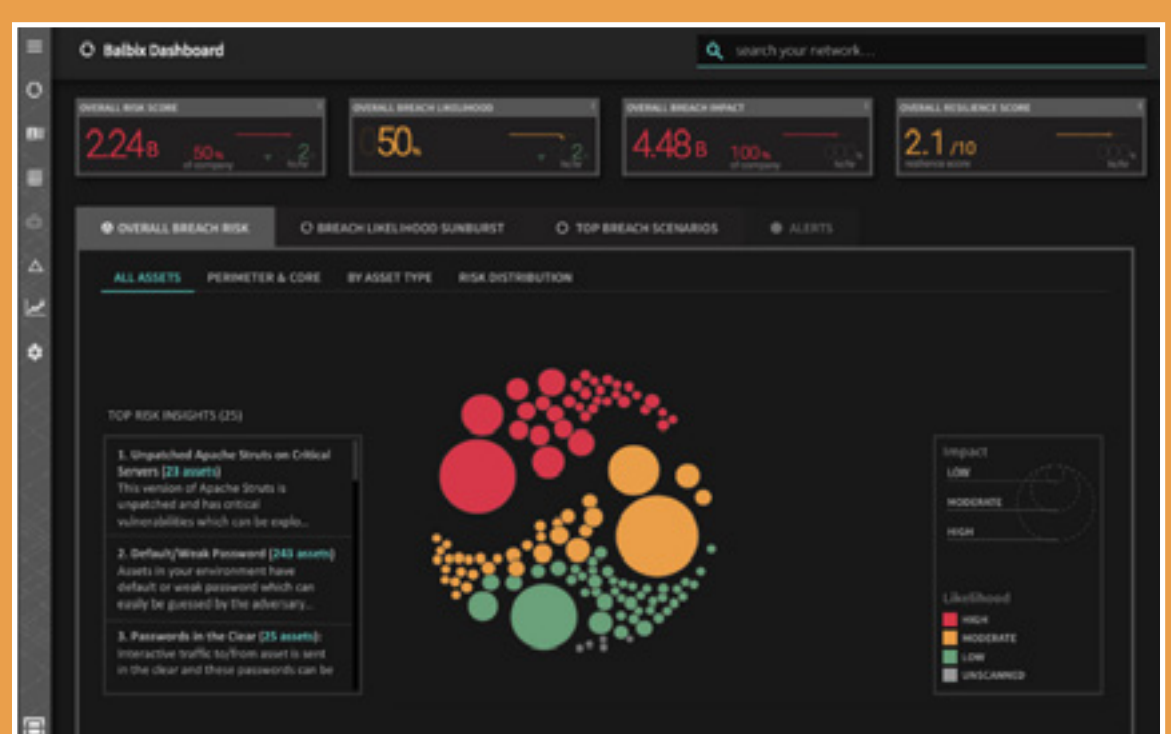 Balbix Dashboard
search your network...
OVERALL RISK SCORE
2.24B
50%
of company
OVERALL BREACH LIKELIHOOD
50%
OVERALL BREACH IMPACT
4.48B
100%
of company
OVERALL RESILIENCE SCORE
2.1/10
resilience score
OVERALL BREACH RISK
BREACH LIKELIHOOD SUNBURST
TOP BREACH SCENARIOS
ALERTS
ALL ASSETS
PERIMETER & CORE
BY ASSET TYPE
RISK DISTRIBUTION
TOP RISK INSIGHTS (25)
1. Unpatched Apache Struts on Critical
Servers (23 assets)
This version of Apache Struts is
unpatched and has critical
vulnerabilities which can be explo...
2. Default/Weak Password (243 assets)
Assets in your environment have
default or weak password which can
easily be guessed by the adversary...
3. Passwords in the Clear (25 assets):
Interactive traffic to/from asset is sent
in the clear and these passwords can be
Impact
LOW
MODERATE
HIGH
Likelihood
HIGH
MODERATE
LOW
UNSCANNED